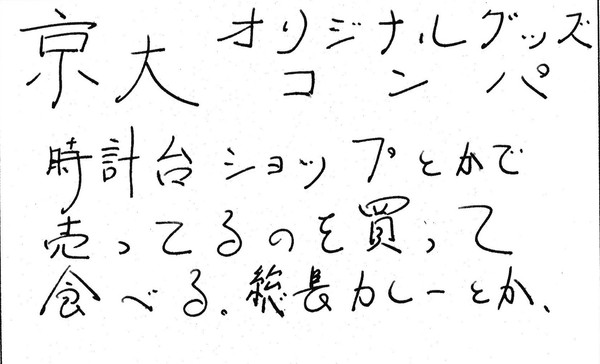 京大 オリジナルグッズ
コンパ
時計台ショップとかで
売ってるのを買って
食べる。総長カレーとか、